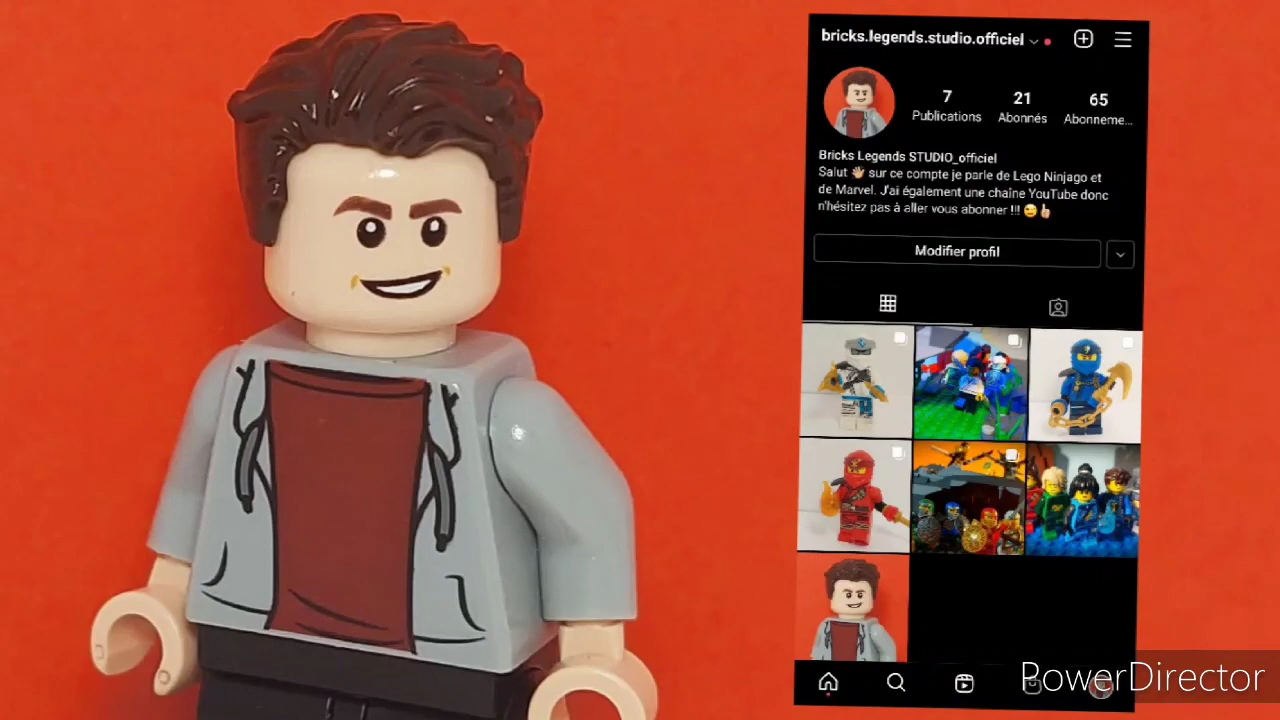 bricks.legends.studio.officiel
7 21 65
Publications Abonnés Abonneme...
Bricks Legends STUDIO_officiel
Salut 👋🏼 sur ce compte je parle de Lego Ninjago et
de Marvel. J'ai également une chaîne YouTube donc
n'hésitez pas à aller vous abonner !!! 😉👆🏼
Modifier profil
PowerDirector